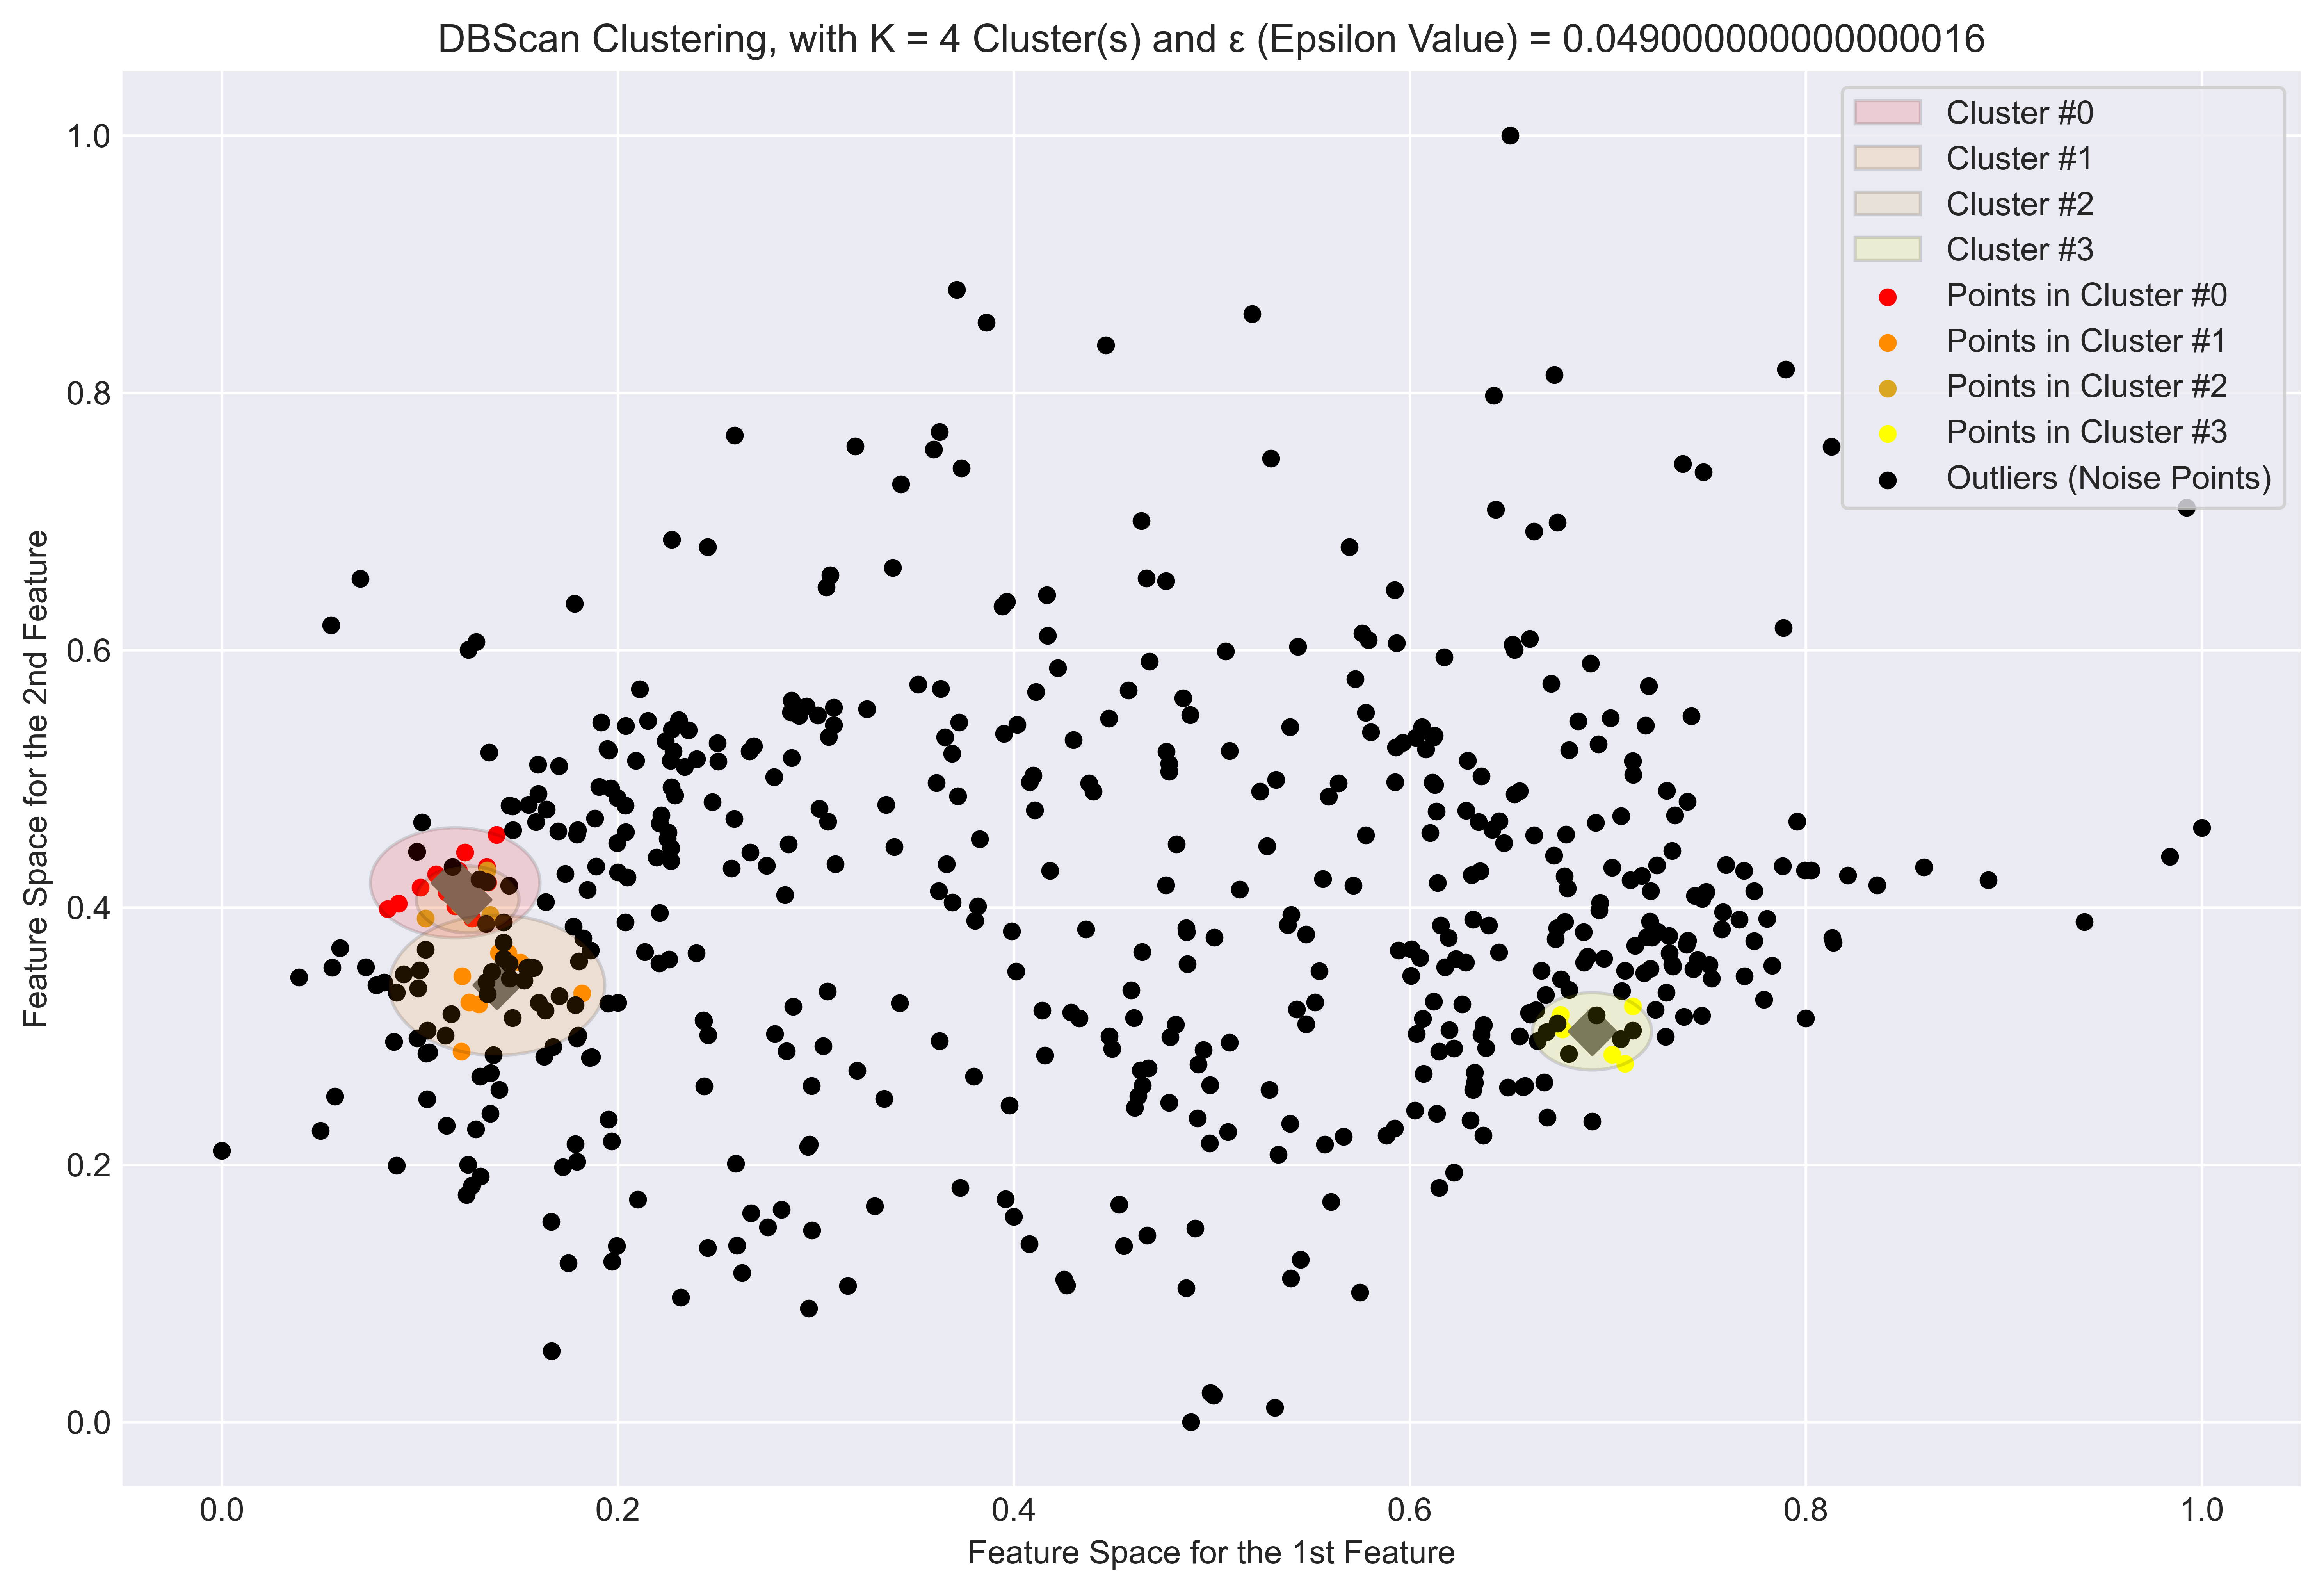 DBScan Clustering, with K = 4 Cluster(s) and ε (Epsilon Value) = 0.049000000000000016
Cluster #0
Cluster #1
Cluster #2
Cluster #3
Points in Cluster #0
Points in Cluster #1
Points in Cluster #2
Points in Cluster #3
Outliers (Noise Points)
1.0
0.8
0.6
0.4
0.2
0.0
Feature Space for the 2nd Feature
0.0 0.2 0.4 0.6 0.8 1.0
Feature Space for the 1st Feature